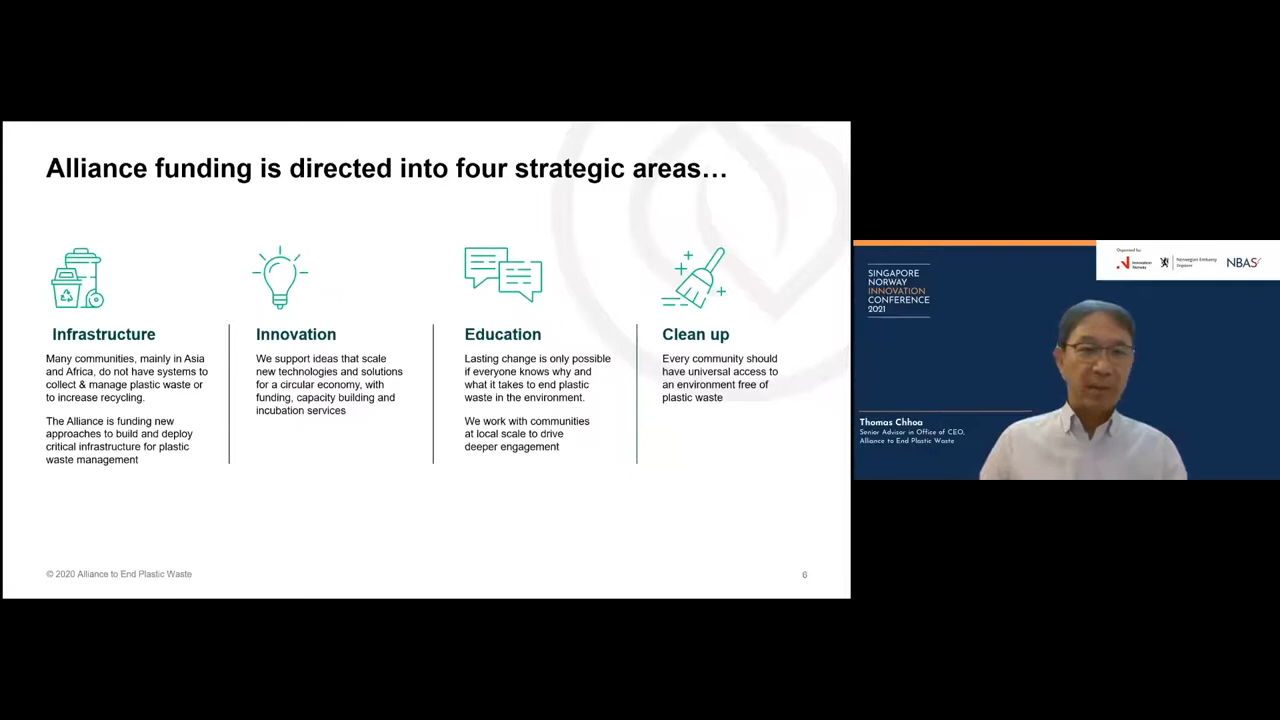 Alliance funding is directed into four strategic areas…
Infrastructure
Many communities, mainly in Asia
and Africa, do not have systems to
collect & manage plastic waste or
to increase recycling.
The Alliance is funding new
approaches to build and deploy
critical infrastructure for plastic
waste management
Innovation
We support ideas that scale
new technologies and solutions
for a circular economy, with
funding, capacity building and
incubation services
Education
Lasting change is only possible
if everyone knows why and
what it takes to end plastic
waste in the environment.
We work with communities
at local scale to drive
deeper engagement
Clean up
Every community should
have universal access to
an environment free of
plastic waste
© 2020 Alliance to End Plastic Waste
6
SINGAPORE
NORWAY
INNOVATION
CONFERENCE
2021
Organised by
Innovation
Norway
Norwegian Embassy
Singapore
NBAS
Thomas Chhoa
Senior Advisor in Office of CEO,
Alliance to End Plastic Waste